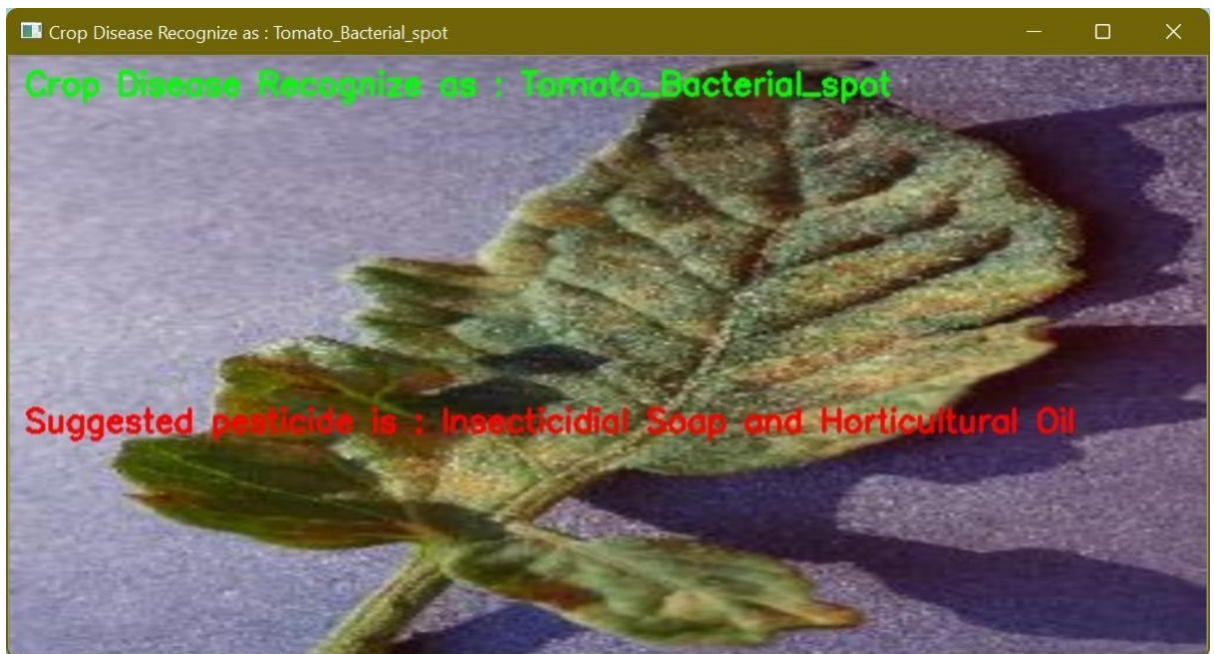 Crop Disease Recognize as : Tomato_Bacterial_spot
Crop Disease Recognize as : Tomato_Bacterial_spot
Suggested pesticide is : Insecticidial Soap and Horticultural Oil